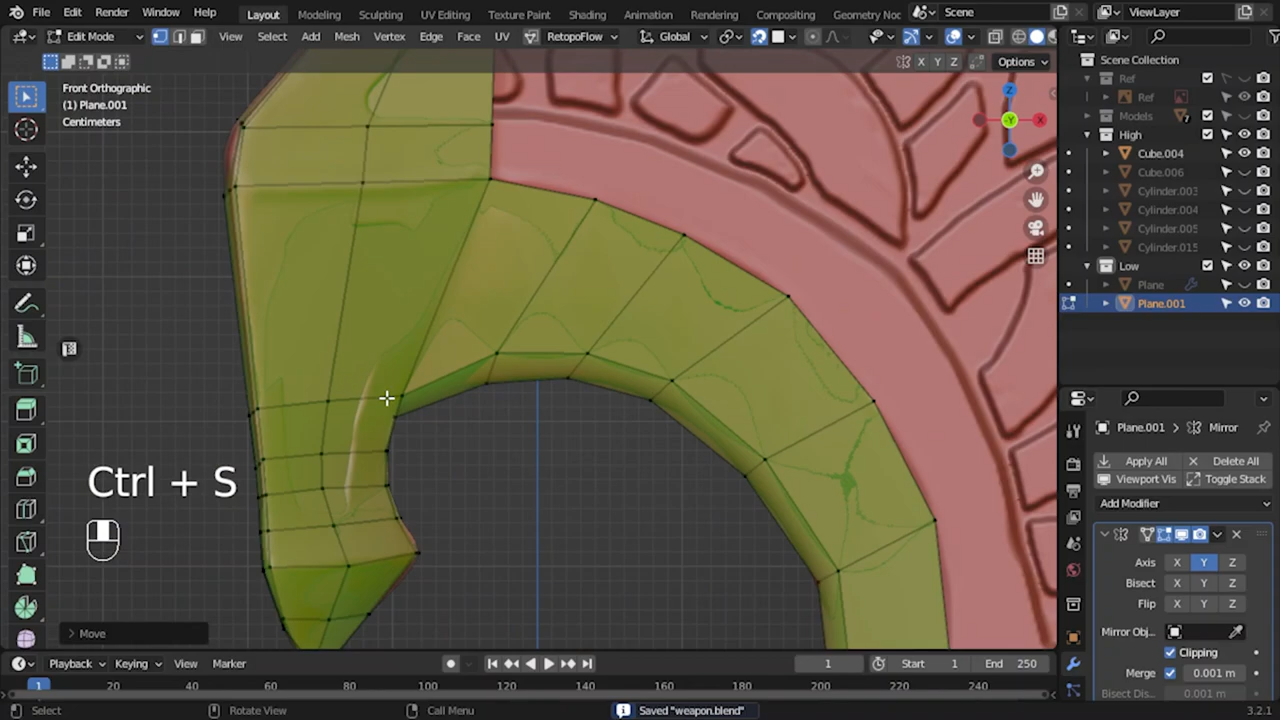 File Edit Render Window Help Layout Modeling Sculpting UV Editing Texture Paint Shading Animation Rendering Compositing Geometry Noc Scene ViewLayer
Edit Mode View Select Add Mesh Vertex Edge Face UV RetopoFlow Global
X Y Z Options
Front Orthographic
(1) Plane.001
Centimeters
Z
X
-Y
Scene Collection
Ref
Ref
Models
High
Cube.004
Cube.006
Cylinder.003
Cylinder.004
Cylinder.005
Cylinder.015
Low
Plane
Plane.001
Ctrl + S
Move
Plane.001 Mirror
Apply All Delete All
Viewport Vis Toggle Stack
Add Modifier
Axis X Y Z
Bisect X Y Z
Flip X Y Z
Mirror Obj..
Clipping
Merge 0.001 m
Bisect Dis.. 0.001 m
Playback Keying View Marker 1 Start 1 End 250
1 20 40 60 80 100 120 140 160 180 200 220 240
Select Rotate View Call Menu Saved "weapon.blend" 3.2.1